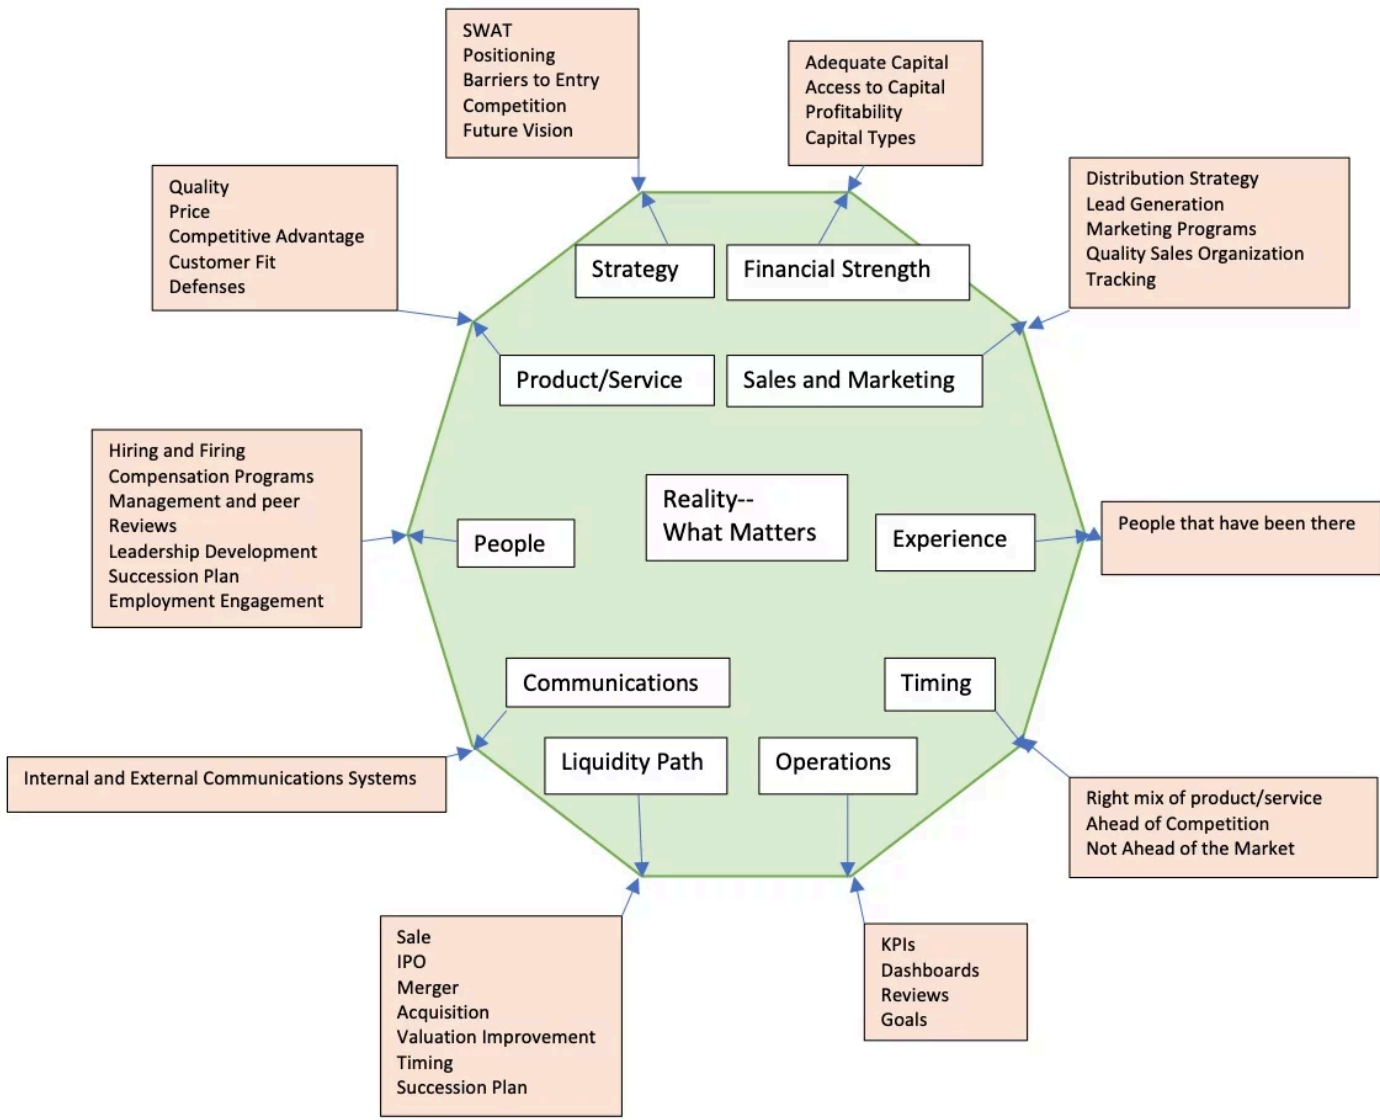 SWAT
Positioning
Barriers to Entry
Competition
Future Vision
Adequate Capital
Access to Capital
Profitability
Capital Types
Quality
Price
Competitive Advantage
Customer Fit
Defenses
Distribution Strategy
Lead Generation
Marketing Programs
Quality Sales Organization
Tracking
Strategy
Financial Strength
Product/Service
Sales and Marketing
Hiring and Firing
Compensation Programs
Management and peer
Reviews
Leadership Development
Succession Plan
Employment Engagement
People
Reality--
What Matters
Experience
People that have been there
Communications
Timing
Liquidity Path
Operations
Internal and External Communications Systems
Right mix of product/service
Ahead of Competition
Not Ahead of the Market
Sale
IPO
Merger
Acquisition
Valuation Improvement
Timing
Succession Plan
KPIs
Dashboards
Reviews
Goals